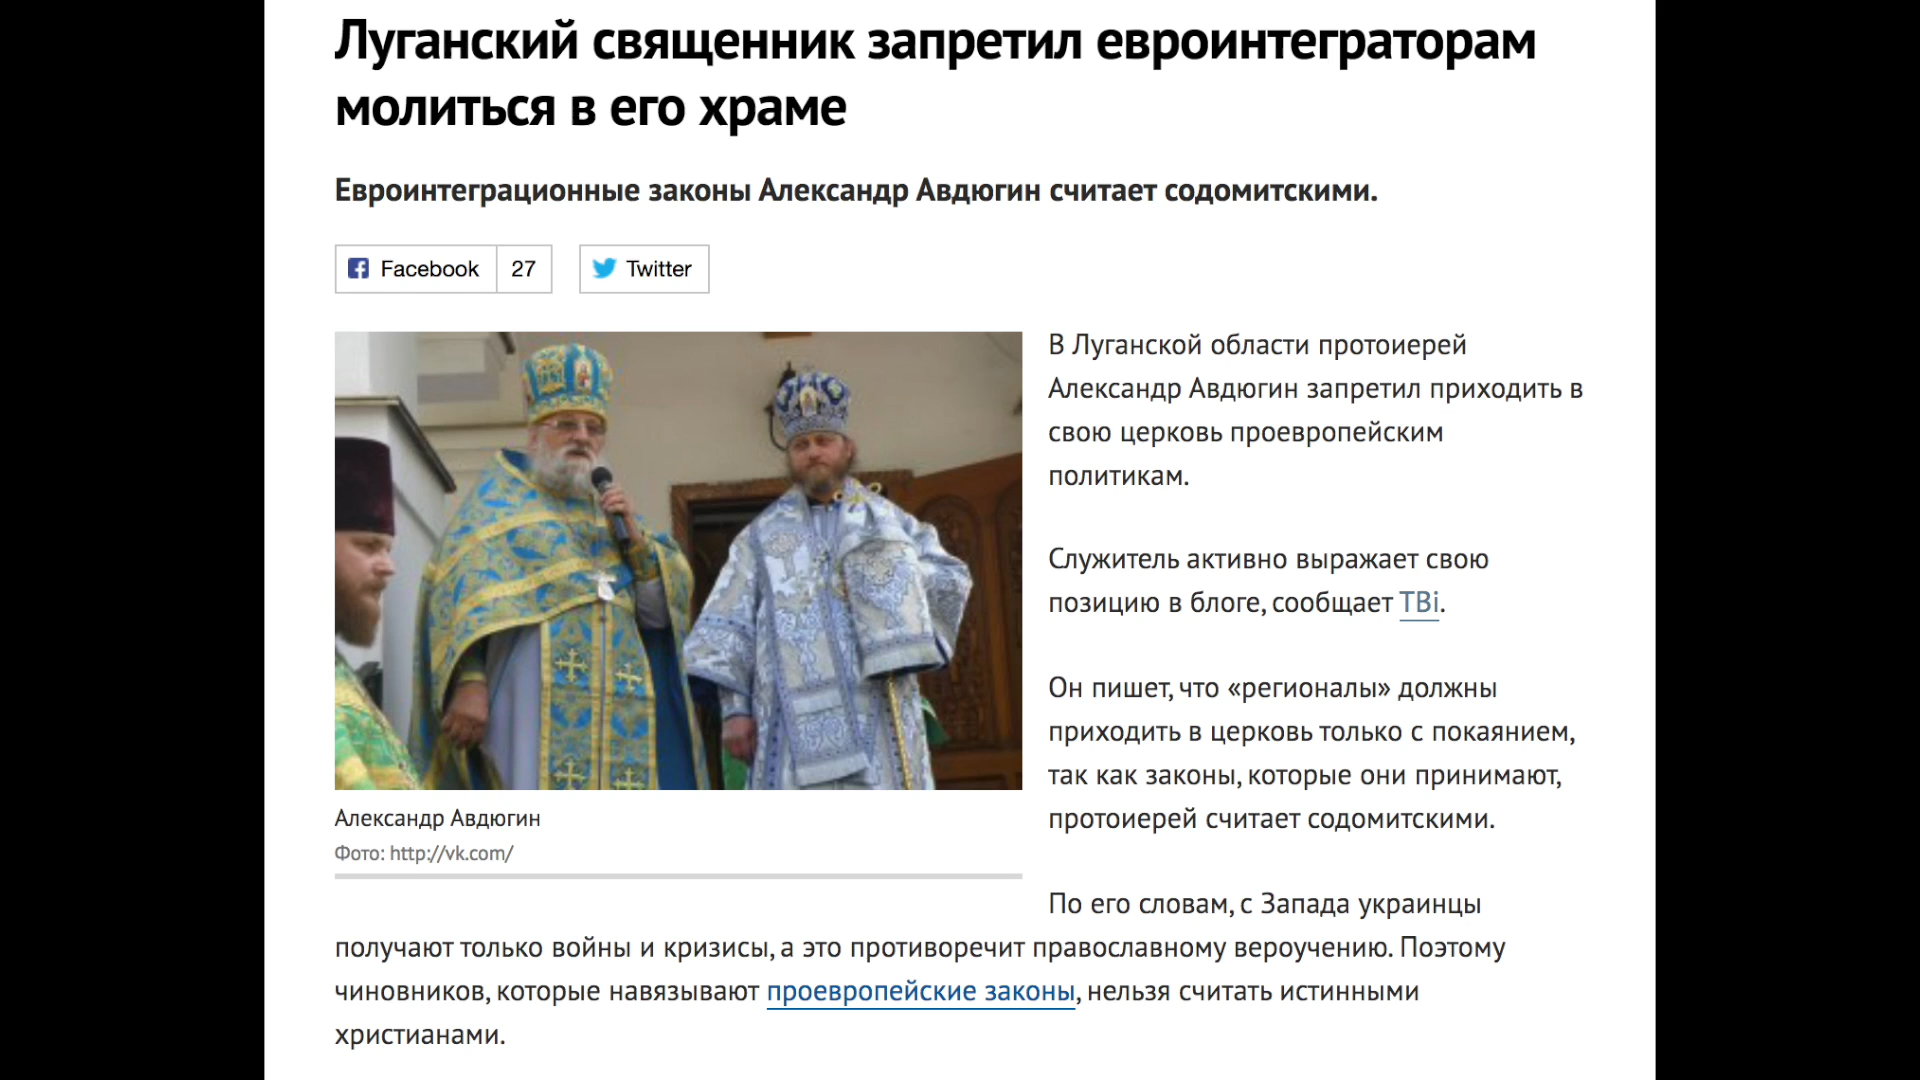 Луганский священник запретил евроинтеграторам
молиться в его храме
Евроинтеграционные законы Александр Авдюгин считает содомитскими.
Facebook 27 Twitter
В Луганской области протоиерей
Александр Авдюгин запретил приходить в
свою церковь проевропейским
политикам.
Служитель активно выражает свою
позицию в блоге, сообщает ТВi.
Он пишет, что «регионалы» должны
приходить в церковь только с покаянием,
так как законы, которые они принимают,
протоиерей считает содомитскими.
Александр Авдюгин
Фото: http://vk.com/
По его словам, с Запада украинцы
получают только войны и кризисы, а это противоречит православному вероучению. Поэтому
чиновников, которые навязывают проевропейские законы, нельзя считать истинными
христианами.